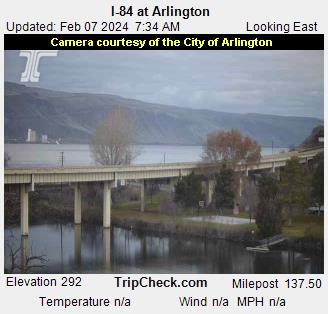 I-84 at Arlington
Updated: Feb 07 2024 7:34 AM Looking East
Camera courtesy of the City of Arlington
Elevation 292 TripCheck.com Milepost 137.50
Temperature n/a Wind n/a MPH n/a